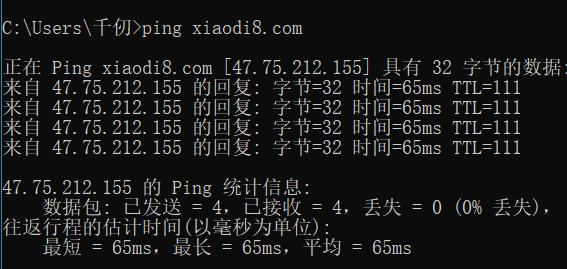 C:\Users\千仞>ping xiaodi8.com
正在 Ping xiaodi8.com [47.75.212.155] 具有 32 字节的数据:
来自 47.75.212.155 的回复: 字节=32 时间=65ms TTL=111
来自 47.75.212.155 的回复: 字节=32 时间=65ms TTL=111
来自 47.75.212.155 的回复: 字节=32 时间=65ms TTL=111
来自 47.75.212.155 的回复: 字节=32 时间=65ms TTL=111
47.75.212.155 的 Ping 统计信息:
数据包: 已发送 = 4，已接收 = 4，丢失 = 0 (0% 丢失)，
往返行程的估计时间(以毫秒为单位):
最短 = 65ms，最长 = 65ms，平均 = 65ms